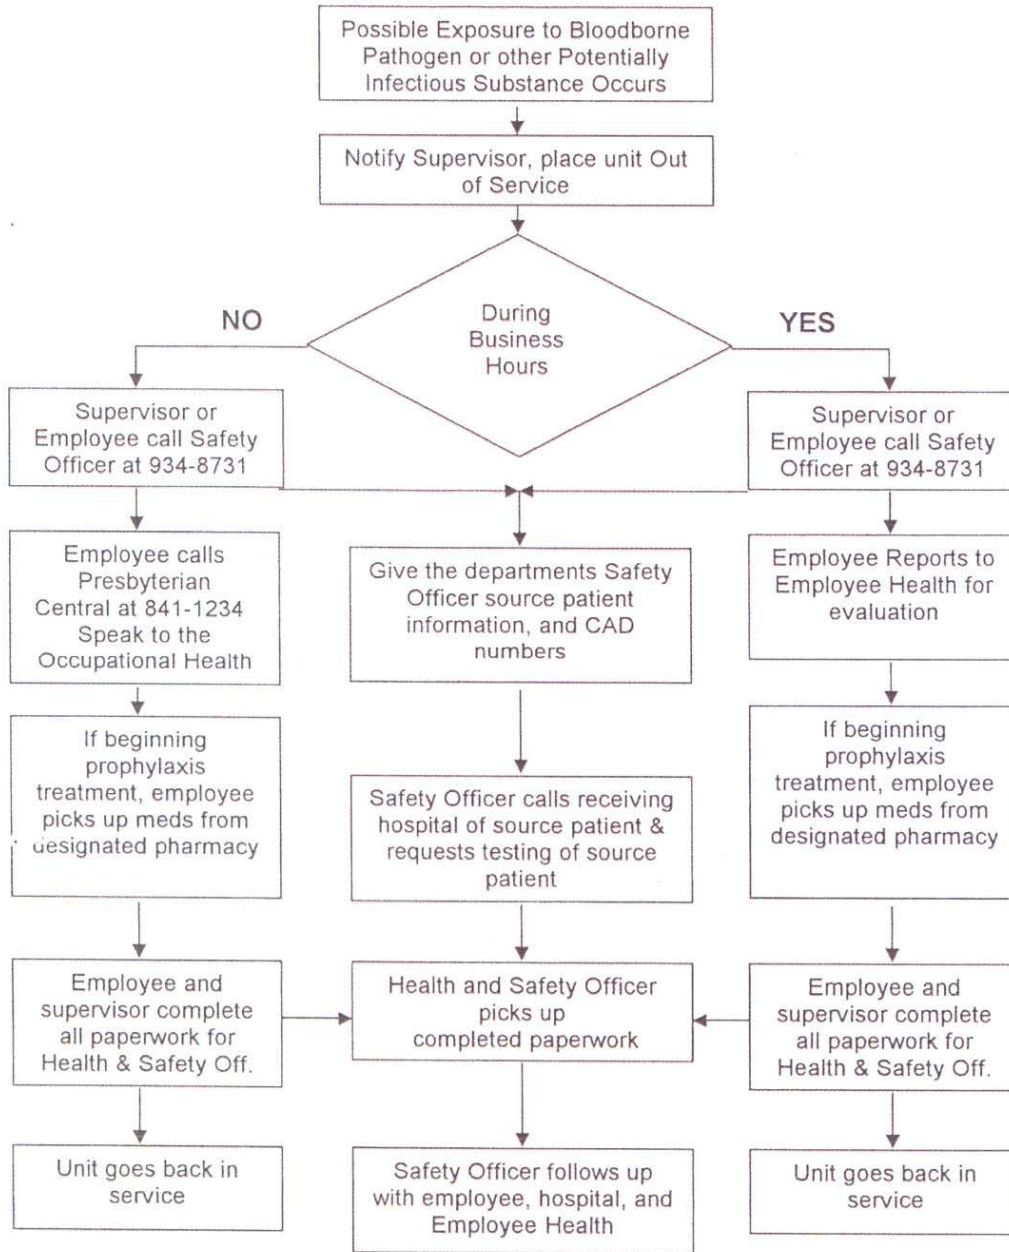 Possible Exposure to Bloodborne
Pathogen or other Potentially
Infectious Substance Occurs
Notify Supervisor, place unit Out
of Service
During
Business
Hours
NO
YES
Supervisor or
Employee call Safety
Officer at 934-8731
Employee calls
Presbyterian
Central at 841-1234
Speak to the
Occupational Health
If beginning
prophylaxis
treatment, employee
picks up meds from
designated pharmacy
Employee and
supervisor complete
all paperwork for
Health & Safety Off.
Unit goes back in
service
Give the departments Safety
Officer source patient
information, and CAD
numbers
Safety Officer calls receiving
hospital of source patient &
requests testing of source
patient
Health and Safety Officer
picks up
completed paperwork
Safety Officer follows up
with employee, hospital, and
Employee Health
Supervisor or
Employee call Safety
Officer at 934-8731
Employee Reports to
Employee Health for
evaluation
If beginning
prophylaxis
treatment, employee
picks up meds from
designated pharmacy
Employee and
supervisor complete
all paperwork for
Health & Safety Off.
Unit goes back in
service